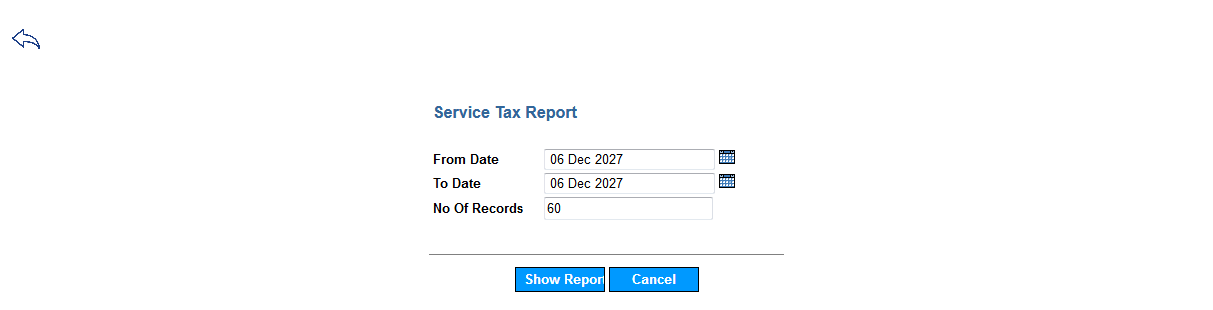 Service Tax Report
From Date 06 Dec 2027
To Date 06 Dec 2027
No Of Records 60
Show Repor Cancel